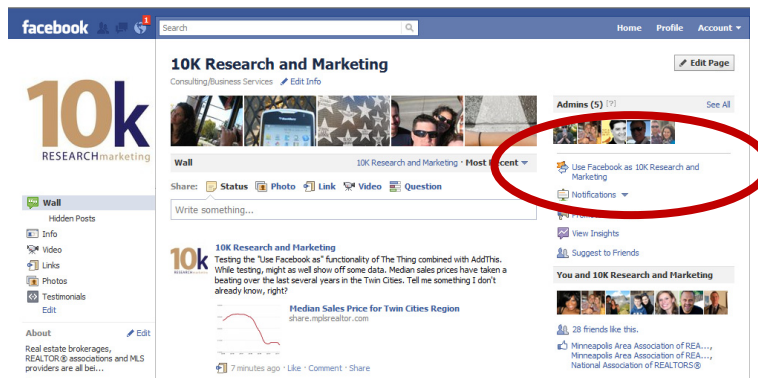 facebook
1
Search
Home Profile Account
10K Research and Marketing
Consulting/Business Services Edit Info
Edit Page
10k
RESEARCHmarketing
Wall
Hidden Posts
Info
Video
Links
Photos
Testimonials
Edit
About Edit
Real estate brokerages,
REALTOR® associations and MLS
providers are all bei...
Wall 10K Research and Marketing · Most Recent
Share: Status Photo Link Video Question
Write something...
10k
10K Research and Marketing
Testing the "Use Facebook as" functionality of The Thing combined with AddThis.
While testing, might as well show off some data. Median sales prices have taken a
beating over the last several years in the Twin Cities. Tell me something I don't
already know, right?
Median Sales Price for Twin Cities Region
share.mplsrealtor.com
7 minutes ago · Like · Comment · Share
Admins (5) [?] See All
Use Facebook as 10K Research and
Marketing
Notifications
View Insights
Suggest to Friends
You and 10K Research and Marketing
28 friends like this.
Minneapolis Area Association of REA...,
Minneapolis Area Association of REA...,
National Association of REALTORS®